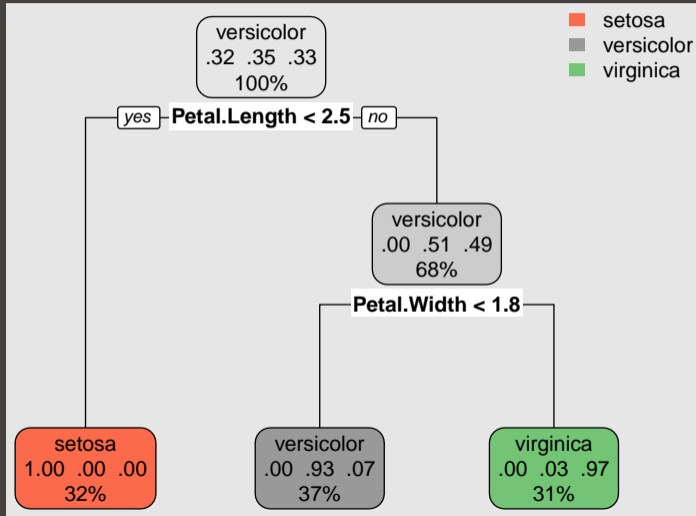 versicolor
.32 .35 .33
100%
setosa
versicolor
virginica
yes Petal.Length < 2.5 no
versicolor
.00 .51 .49
68%
Petal.Width < 1.8
setosa
1.00 .00 .00
32%
versicolor
.00 .93 .07
37%
virginica
.00 .03 .97
31%